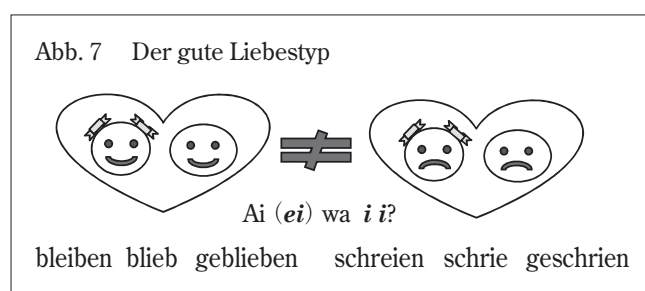 Abb. 7 Der gute Liebestyp
≠
Ai (ei) wa i i?
bleiben blieb geblieben schreien schrie geschrien